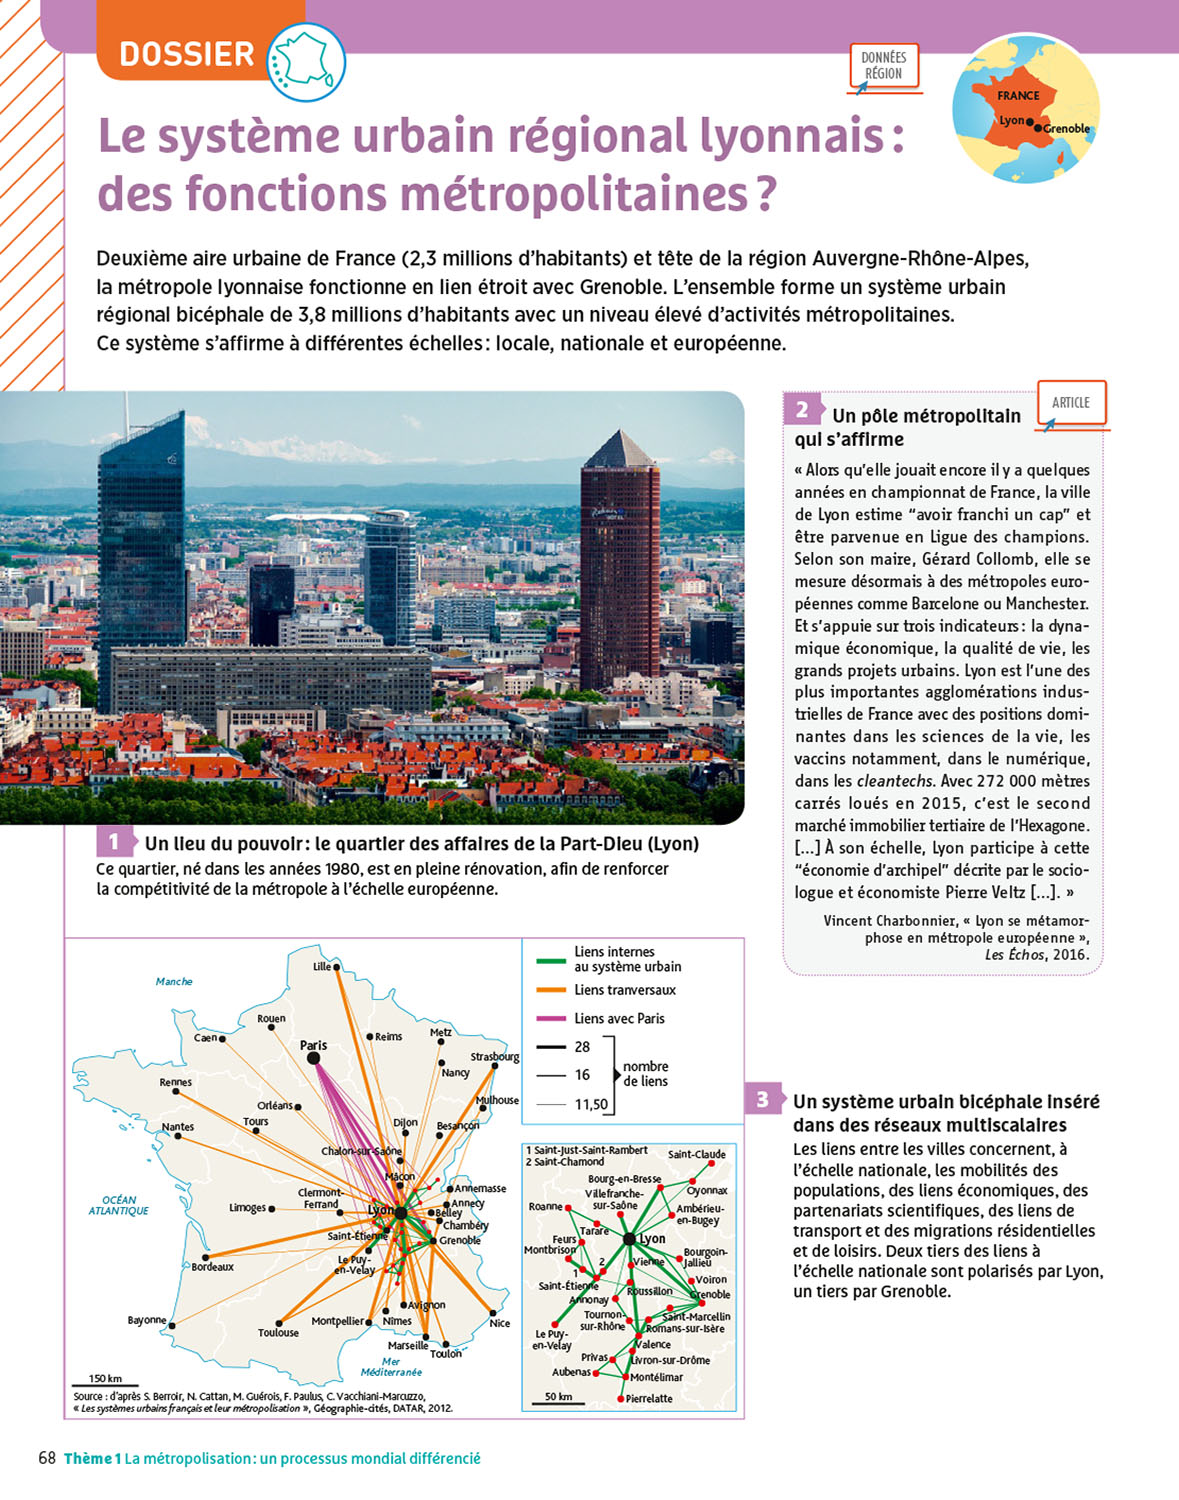 DOSSIER
DONNÉES
RÉGION
FRANCE
Lyon
Grenoble
Le système urbain régional lyonnais :
des fonctions métropolitaines ?
Deuxième aire urbaine de France (2,3 millions d’habitants) et tête de la région Auvergne-Rhône-Alpes,
la métropole lyonnaise fonctionne en lien étroit avec Grenoble. L’ensemble forme un système urbain
régional bicéphale de 3,8 millions d’habitants avec un niveau élevé d’activités métropolitaines.
Ce système s’affirme à différentes échelles : locale, nationale et européenne.
1 Un lieu du pouvoir : le quartier des affaires de la Part-Dieu (Lyon)
Ce quartier, né dans les années 1980, est en pleine rénovation, afin de renforcer
la compétitivité de la métropole à l’échelle européenne.
ARTICLE
2 Un pôle métropolitain
qui s’affirme
« Alors qu’elle jouait encore il y a quelques
années en championnat de France, la ville
de Lyon estime “avoir franchi un cap” et
être parvenue en Ligue des champions.
Selon son maire, Gérard Collomb, elle se
mesure désormais à des métropoles euro-
péennes comme Barcelone ou Manchester.
Et s’appuie sur trois indicateurs : la dyna-
mique économique, la qualité de vie, les
grands projets urbains. Lyon est l’une des
plus importantes agglomérations indus-
trielles de France avec des positions domi-
nantes dans les sciences de la vie, les
vaccins notamment, dans le numérique,
dans les cleantechs. Avec 272 000 mètres
carrés loués en 2015, c’est le second
marché immobilier tertiaire de l’Hexagone.
[…] À son échelle, Lyon participe à cette
“économie d’archipel” décrite par le socio-
logue et économiste Pierre Veltz […]. »
Vincent Charbonnier, « Lyon se métamor-
phose en métropole européenne »,
Les Échos, 2016.
Manche
Lille
Rouen
Caen
Reims
Metz
Paris
Strasbourg
Nancy
Rennes
Orléans
Mulhouse
Tours
Nantes
Dijon
Besançon
Chalon-sur-Saône
Mâcon
OCÉAN
ATLANTIQUE
Clermont-
Ferrand
Annemasse
Limoges
Annecy
Lyon
Belley
Chambéry
Saint-Étienne
Grenoble
Le Puy-
en-Velay
Bordeaux
Avignon
Bayonne
Toulouse
Montpellier
Nîmes
Nice
Marseille
Toulon
Mer
Méditerranée
150 km
Source : d’après S. Berroir, N. Cattan, M. Guérois, F. Paulus, C. Vacchiani-Marcuzzo,
« Les systèmes urbains français et leur métropolisation », Géographie-cités, DATAR, 2012.
Liens internes
au système urbain
Liens tranversaux
Liens avec Paris
28
16
11,50
nombre
de liens
1 Saint-Just-Saint-Rambert
2 Saint-Chamond
Saint-Claude
Bourg-en-Bresse
Oyonnax
Villefranche-
sur-Saône
Roanne
Ambérieu-
en-Bugey
Tarare
Feurs
Lyon
Montbrison
Bourgoin-
Jallieu
Vienne
1
2
Voiron
Saint-Étienne
Roussillon
Grenoble
Annonay
Tournon-
sur-Rhône
Saint-Marcellin
Romans-sur-Isère
Le Puy-
en-Velay
Valence
Privas
Livron-sur-Drôme
Aubenas
Montélimar
Pierrelatte
50 km
3 Un système urbain bicéphale inséré
dans des réseaux multiscalaires
Les liens entre les villes concernent, à
l’échelle nationale, les mobilités des
populations, des liens économiques, des
partenariats scientifiques, des liens de
transport et des migrations résidentielles
et de loisirs. Deux tiers des liens à
l’échelle nationale sont polarisés par Lyon,
un tiers par Grenoble.
68 Thème 1 La métropolisation : un processus mondial différencié